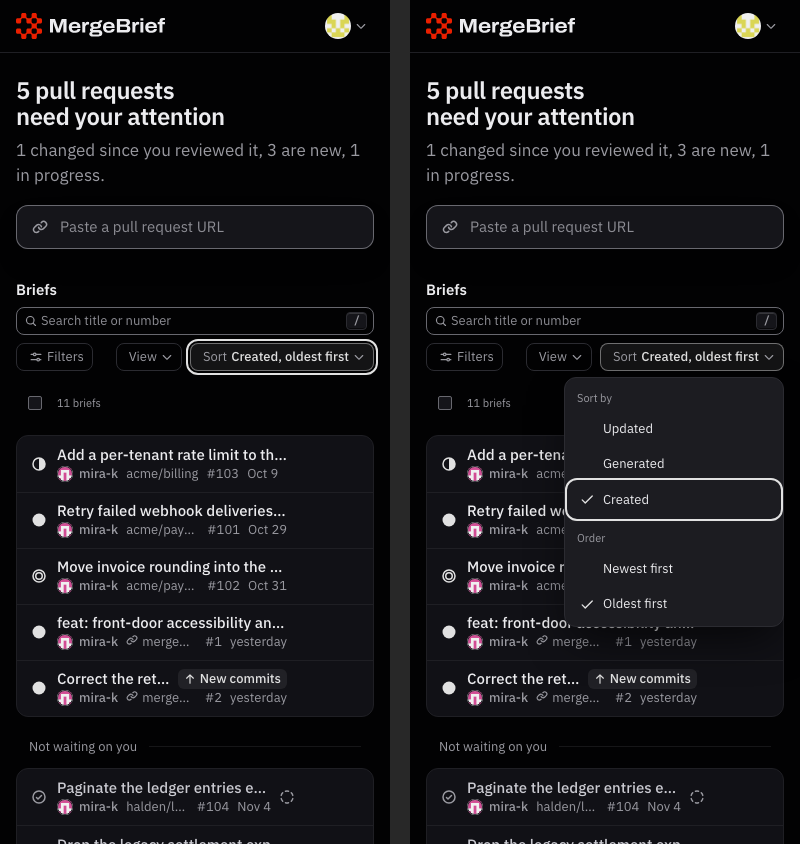 MergeBrief
5 pull requests
need your attention
1 changed since you reviewed it, 3 are new, 1
in progress.
Paste a pull request URL
Briefs
Search title or number /
Filters View Sort Created, oldest first
11 briefs
Add a per-tenant rate limit to th...
mira-k acme/billing #103 Oct 9
Retry failed webhook deliveries...
mira-k acme/pay... #101 Oct 29
Move invoice rounding into the ...
mira-k acme/pay... #102 Oct 31
feat: front-door accessibility an...
mira-k merge... #1 yesterday
Correct the ret... ↑ New commits
mira-k merge... #2 yesterday
Not waiting on you
Paginate the ledger entries e...
mira-k halden/l... #104 Nov 4
MergeBrief
5 pull requests
need your attention
1 changed since you reviewed it, 3 are new, 1
in progress.
Paste a pull request URL
Briefs
Search title or number /
Filters View Sort Created, oldest first
11 briefs
Sort by
Updated
Generated
Created
Order
Newest first
Oldest first
Add a per-tena
mira-k acme
Retry failed w
mira-k acme
Move invoice r
mira-k acme
feat: front-door accessibility an...
mira-k merge... #1 yesterday
Correct the ret... ↑ New commits
mira-k merge... #2 yesterday
Not waiting on you
Paginate the ledger entries e...
mira-k halden/l... #104 Nov 4